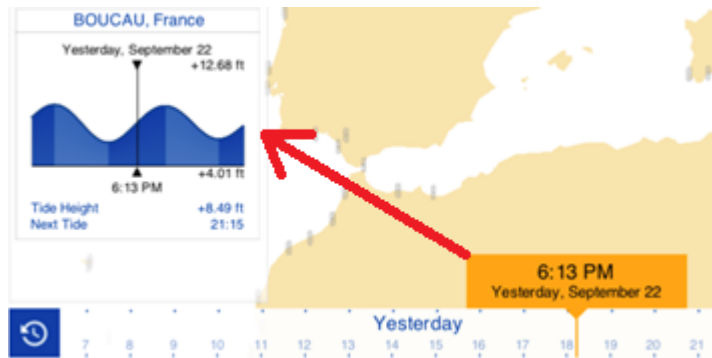 BOUCAU, France
Yesterday, September 22
+12.68 ft
+4.01 ft
6:13 PM
Tide Height +8.49 ft
Next Tide 21:15
6:13 PM
Yesterday, September 22
Yesterday
7 8 9 10 11 12 13 14 15 16 17 18 19 20 21